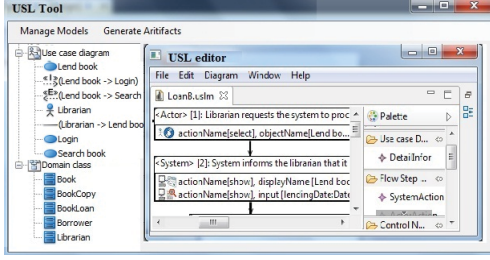 USL Tool
Manage Models Generate Aritifacts
Use case diagram
Lend book
(Lend book -> Login)
(Lend book -> Search
Librarian
(Librarian -> Lend boo
Login
Search book
Domain class
Book
BookCopy
BookLoan
Borrower
Librarian
USL editor
File Edit Diagram Window Help
LoanB.uslm
<Actor> [1]: Librarian requests the system to proc
actionName[select], objectName[Lend bo...
<System> [2]: System informs the librarian that it
actionName[show], displayName [Lend boc
actionName[show], input [lencingDate:Date
Palette
Use case D...
DetailInfor
Flow Step ...
SystemAction
Control N...